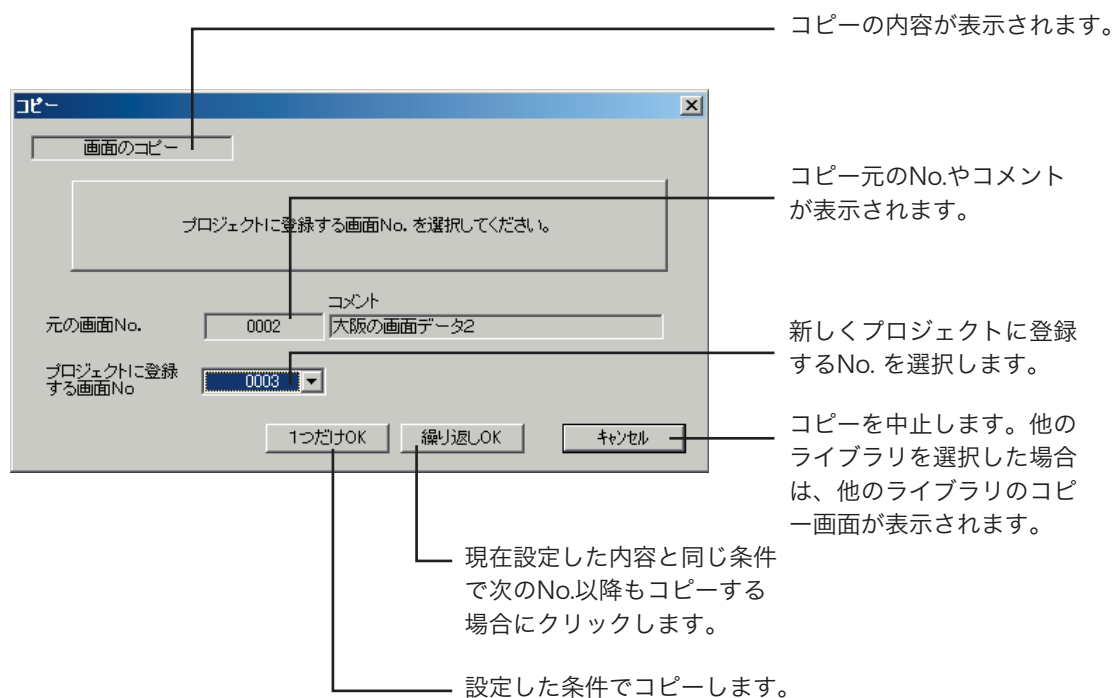 コピーの内容が表示されます。
コピー
画面のコピー
コピー元のNo.やコメント
が表示されます。
プロジェクトに登録する画面No. を選択してください。
コメント
元の画面No.
0002
大阪の画面データ2
新しくプロジェクトに登録
するNo. を選択します。
プロジェクトに登録
する画面No
0003
1つだけOK
繰り返しOK
キャンセル
コピーを中止します。他の
ライブラリを選択した場合
は、他のライブラリのコピ
ー画面が表示されます。
現在設定した内容と同じ条件
で次のNo.以降もコピーする
場合にクリックします。
設定した条件でコピーします。